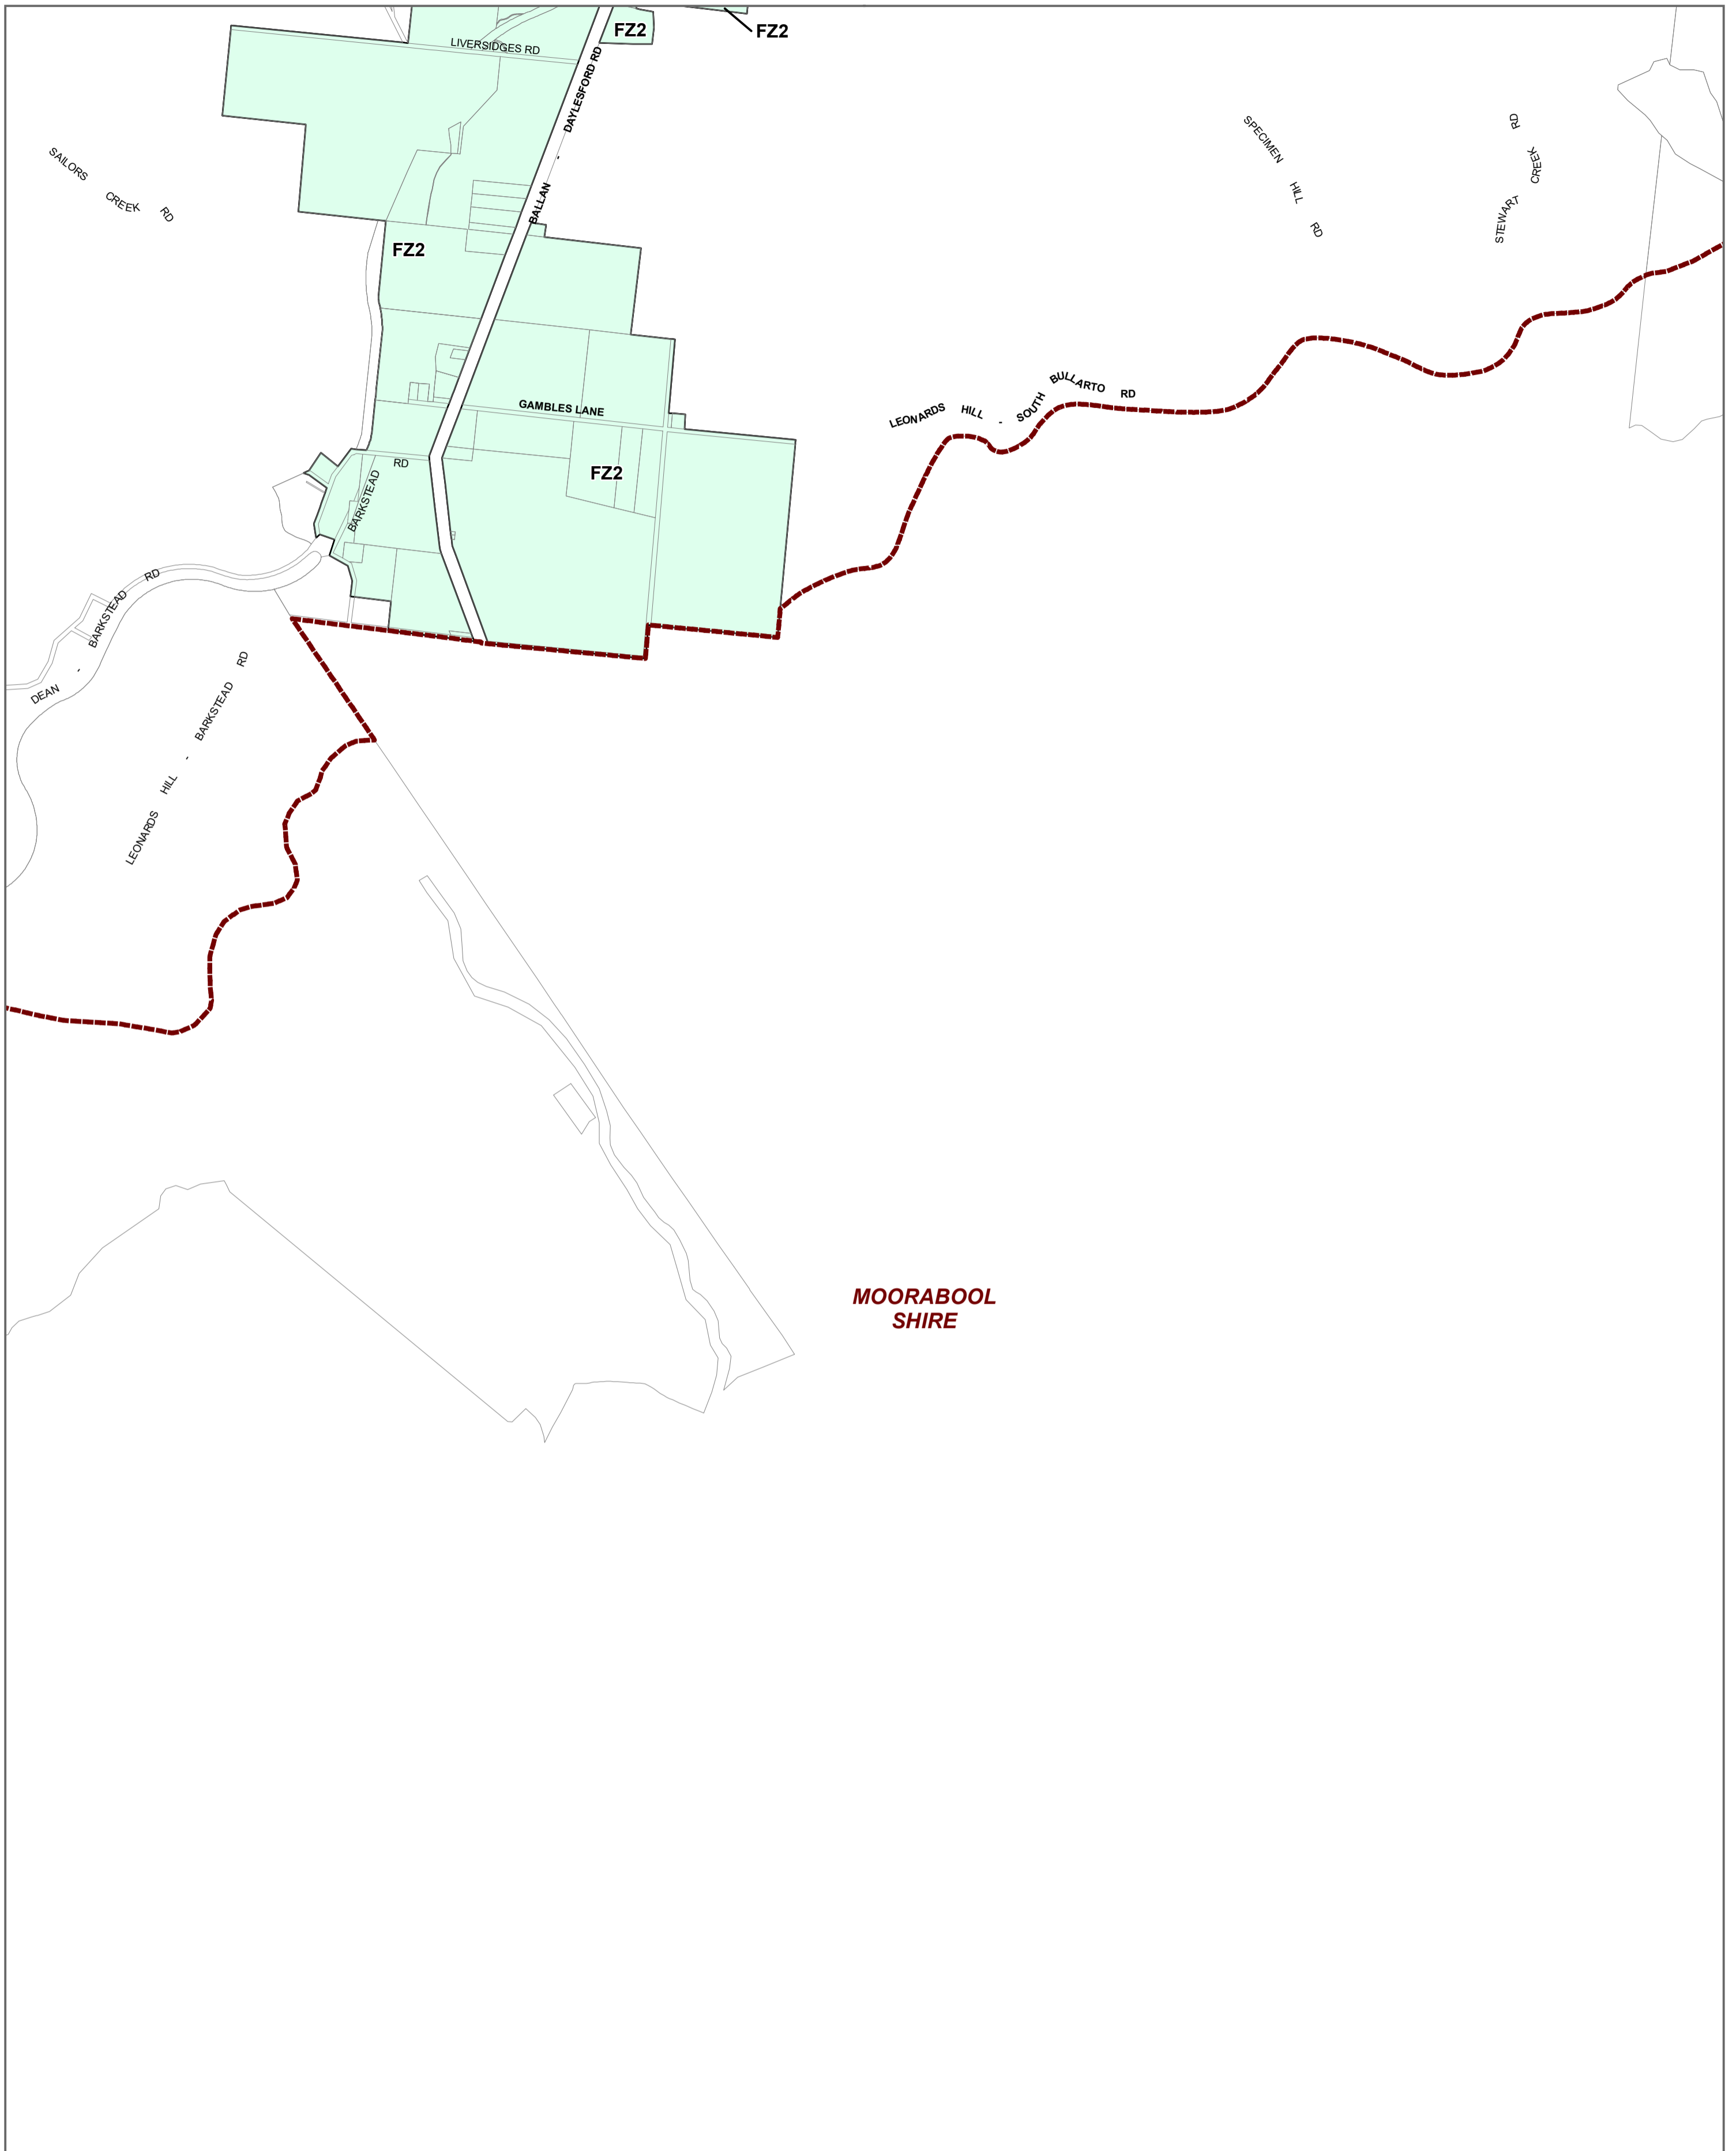 FZ2
FZ2
LIVERSIDGES RD
BALLAN - DAYLESFORD RD
SAILORS CREEK RD
SPECIMEN HILL RD
STEWART CREEK RD
FZ2
GAMBLES LANE
LEONARDS HILL - SOUTH BULLARTO RD
RD
BARKSTEAD
FZ2
DEAN - BARKSTEAD RD
LEONARDS HILL - BARKSTEAD RD
MOORABOOL
SHIRE